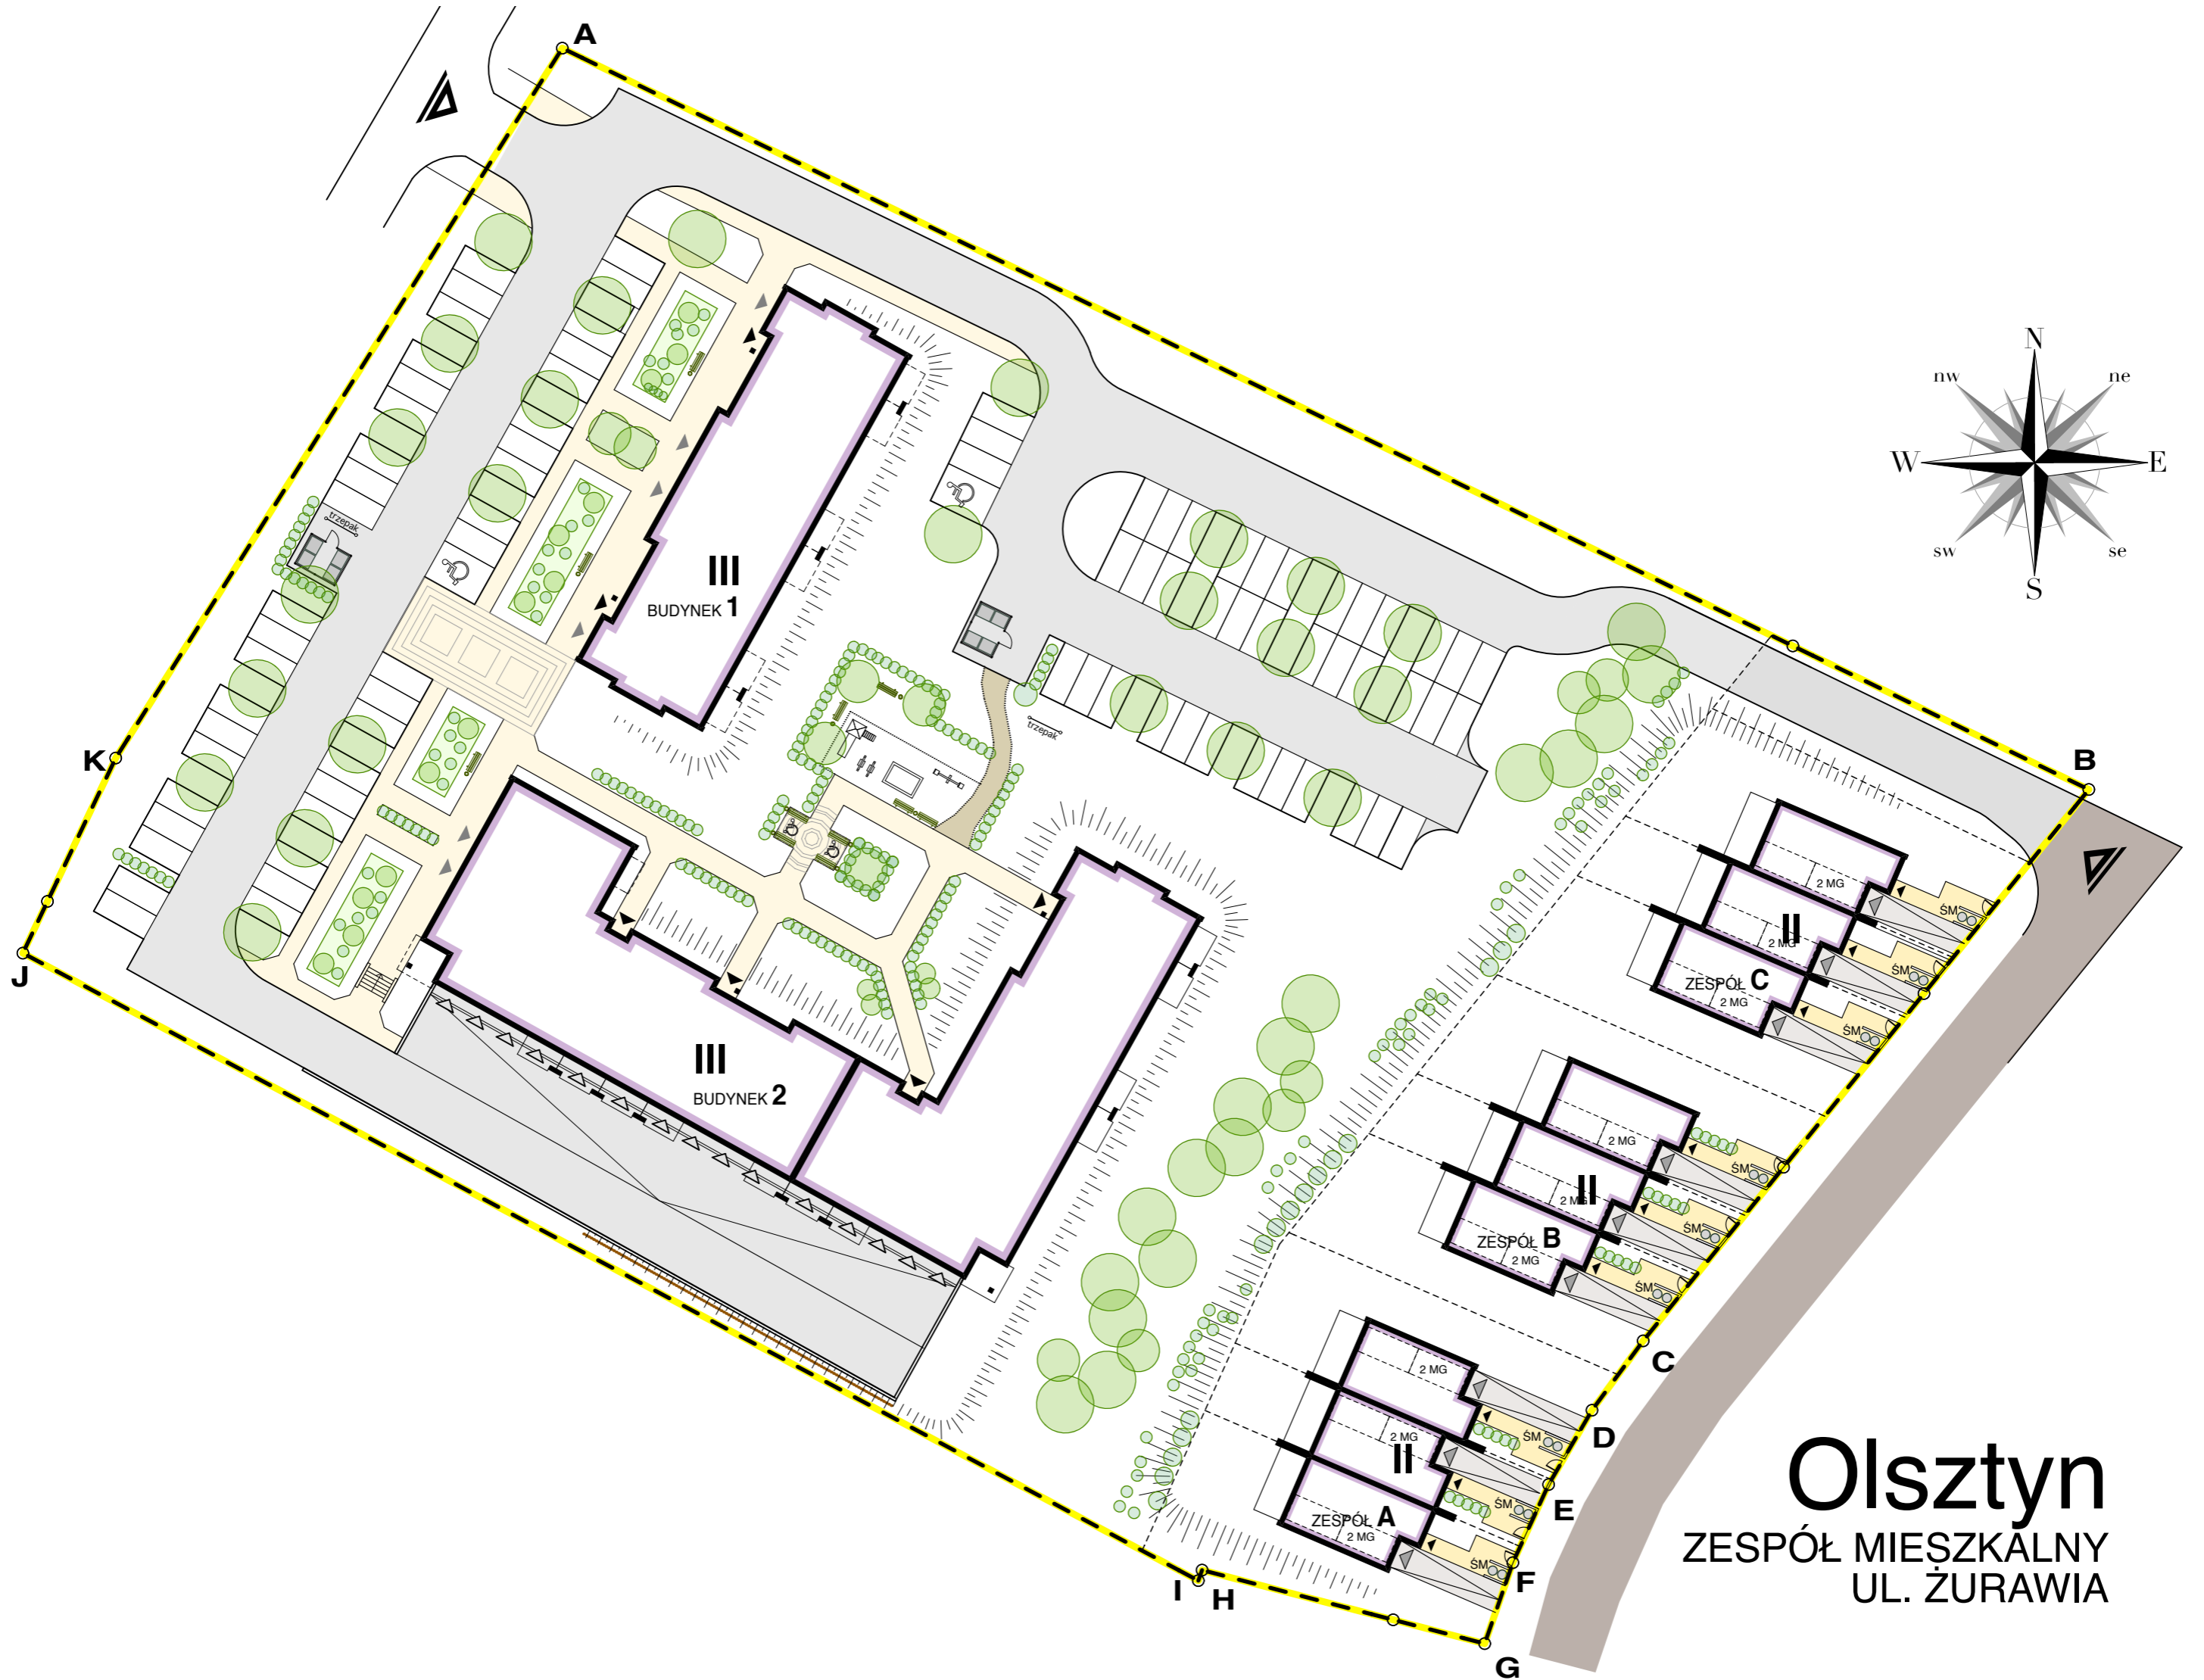 A
N
nw
ne
W
E
sw
se
S
trzepak
III
BUDYNEK 1
trzepak
K
B
J
2 MG
ŚM
II
2 MG
ŚM
ZESPÓŁ C
2 MG
ŚM
III
BUDYNEK 2
2 MG
ŚM
II
2 MG
ŚM
ZESPÓŁ B
2 MG
ŚM
C
2 MG
ŚM
D
2 MG
II
ŚM
E
ZESPÓŁ A
2 MG
ŚM
F
I
H
G
Olsztyn
ZESPÓŁ MIESZKALNY
UL. ŻURAWIA